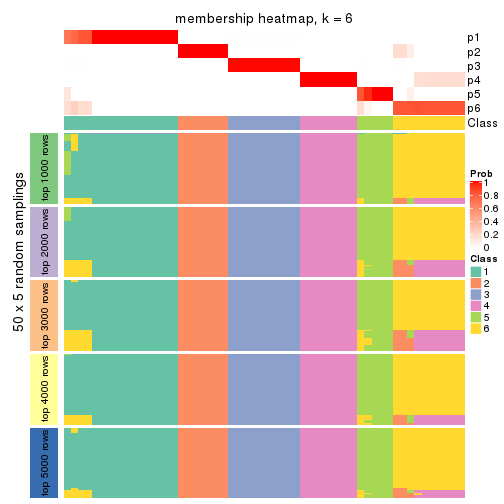 membership heatmap, k = 6
p1
p2
p3
p4
p5
p6
Class
50 x 5 random samplings
top 1000 rows
top 2000 rows
top 3000 rows
top 4000 rows
top 5000 rows
Prob
1
0.8
0.6
0.4
0.2
0
Class
1
2
3
4
5
6